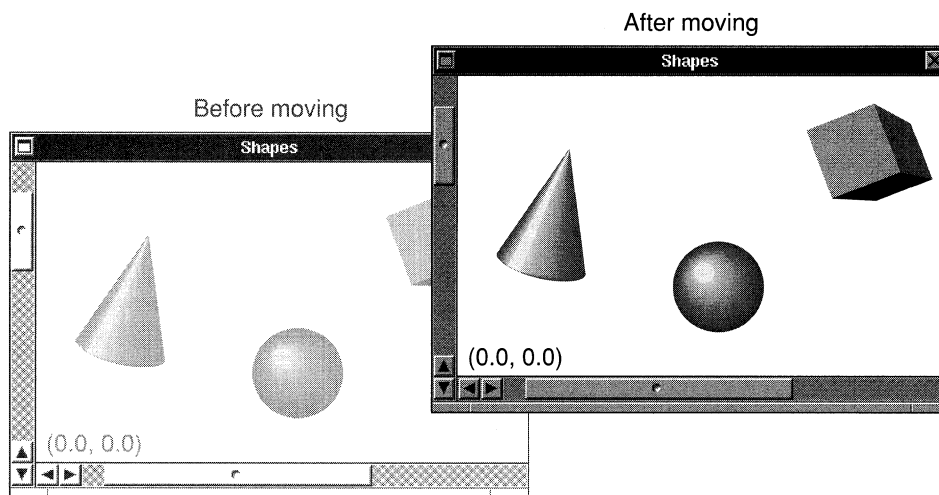 After moving
Shapes
Before moving
Shapes
(0.0, 0.0)
(0.0, 0.0)